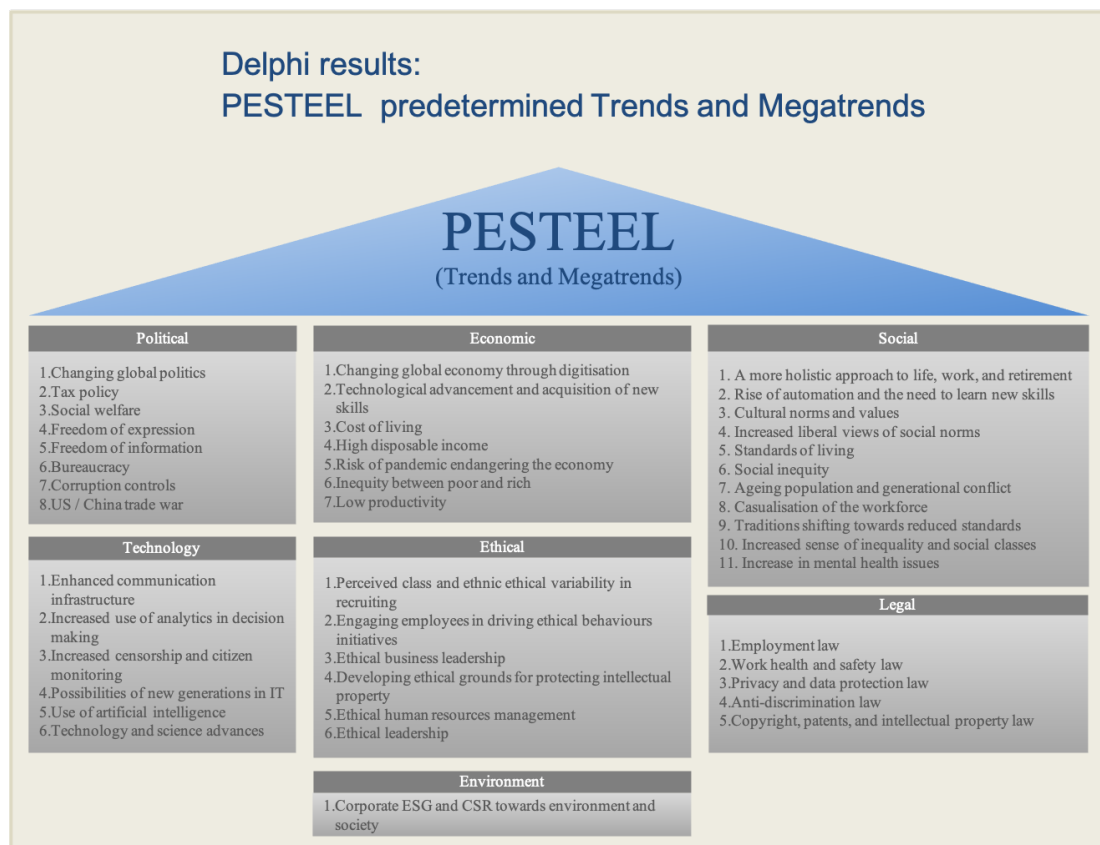 Delphi results:
PESTEEL predetermined Trends and Megatrends
PESTEEL
(Trends and Megatrends)
Political
1.Changing global politics
2.Tax policy
3.Social welfare
4.Freedom of expression
5.Freedom of information
6.Bureaucracy
7.Corruption controls
8.US / China trade war
Economic
1.Changing global economy through digitisation
2.Technological advancement and acquisition of new
skills
3.Cost of living
4.High disposable income
5.Risk of pandemic endangering the economy
6.Inequity between poor and rich
7.Low productivity
Social
1. A more holistic approach to life, work, and retirement
2. Rise of automation and the need to learn new skills
3. Cultural norms and values
4. Increased liberal views of social norms
5. Standards of living
6. Social inequity
7. Ageing population and generational conflict
8. Casualisation of the workforce
9. Traditions shifting towards reduced standards
10. Increased sense of inequality and social classes
11. Increase in mental health issues
Technology
1.Enhanced communication
infrastructure
2.Increased use of analytics in decision
making
3.Increased censorship and citizen
monitoring
4.Possibilities of new generations in IT
5.Use of artificial intelligence
6.Technology and science advances
Ethical
1.Perceived class and ethnic ethical variability in
recruiting
2.Engaging employees in driving ethical behaviours
initiatives
3.Ethical business leadership
4.Developing ethical grounds for protecting intellectual
property
5.Ethical human resources management
6.Ethical leadership
Legal
1.Employment law
2.Work health and safety law
3.Privacy and data protection law
4.Anti-discrimination law
5.Copyright, patents, and intellectual property law
Environment
1.Corporate ESG and CSR towards environment and
society